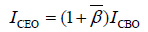 I_CEO = (1+β̅)I_CBO